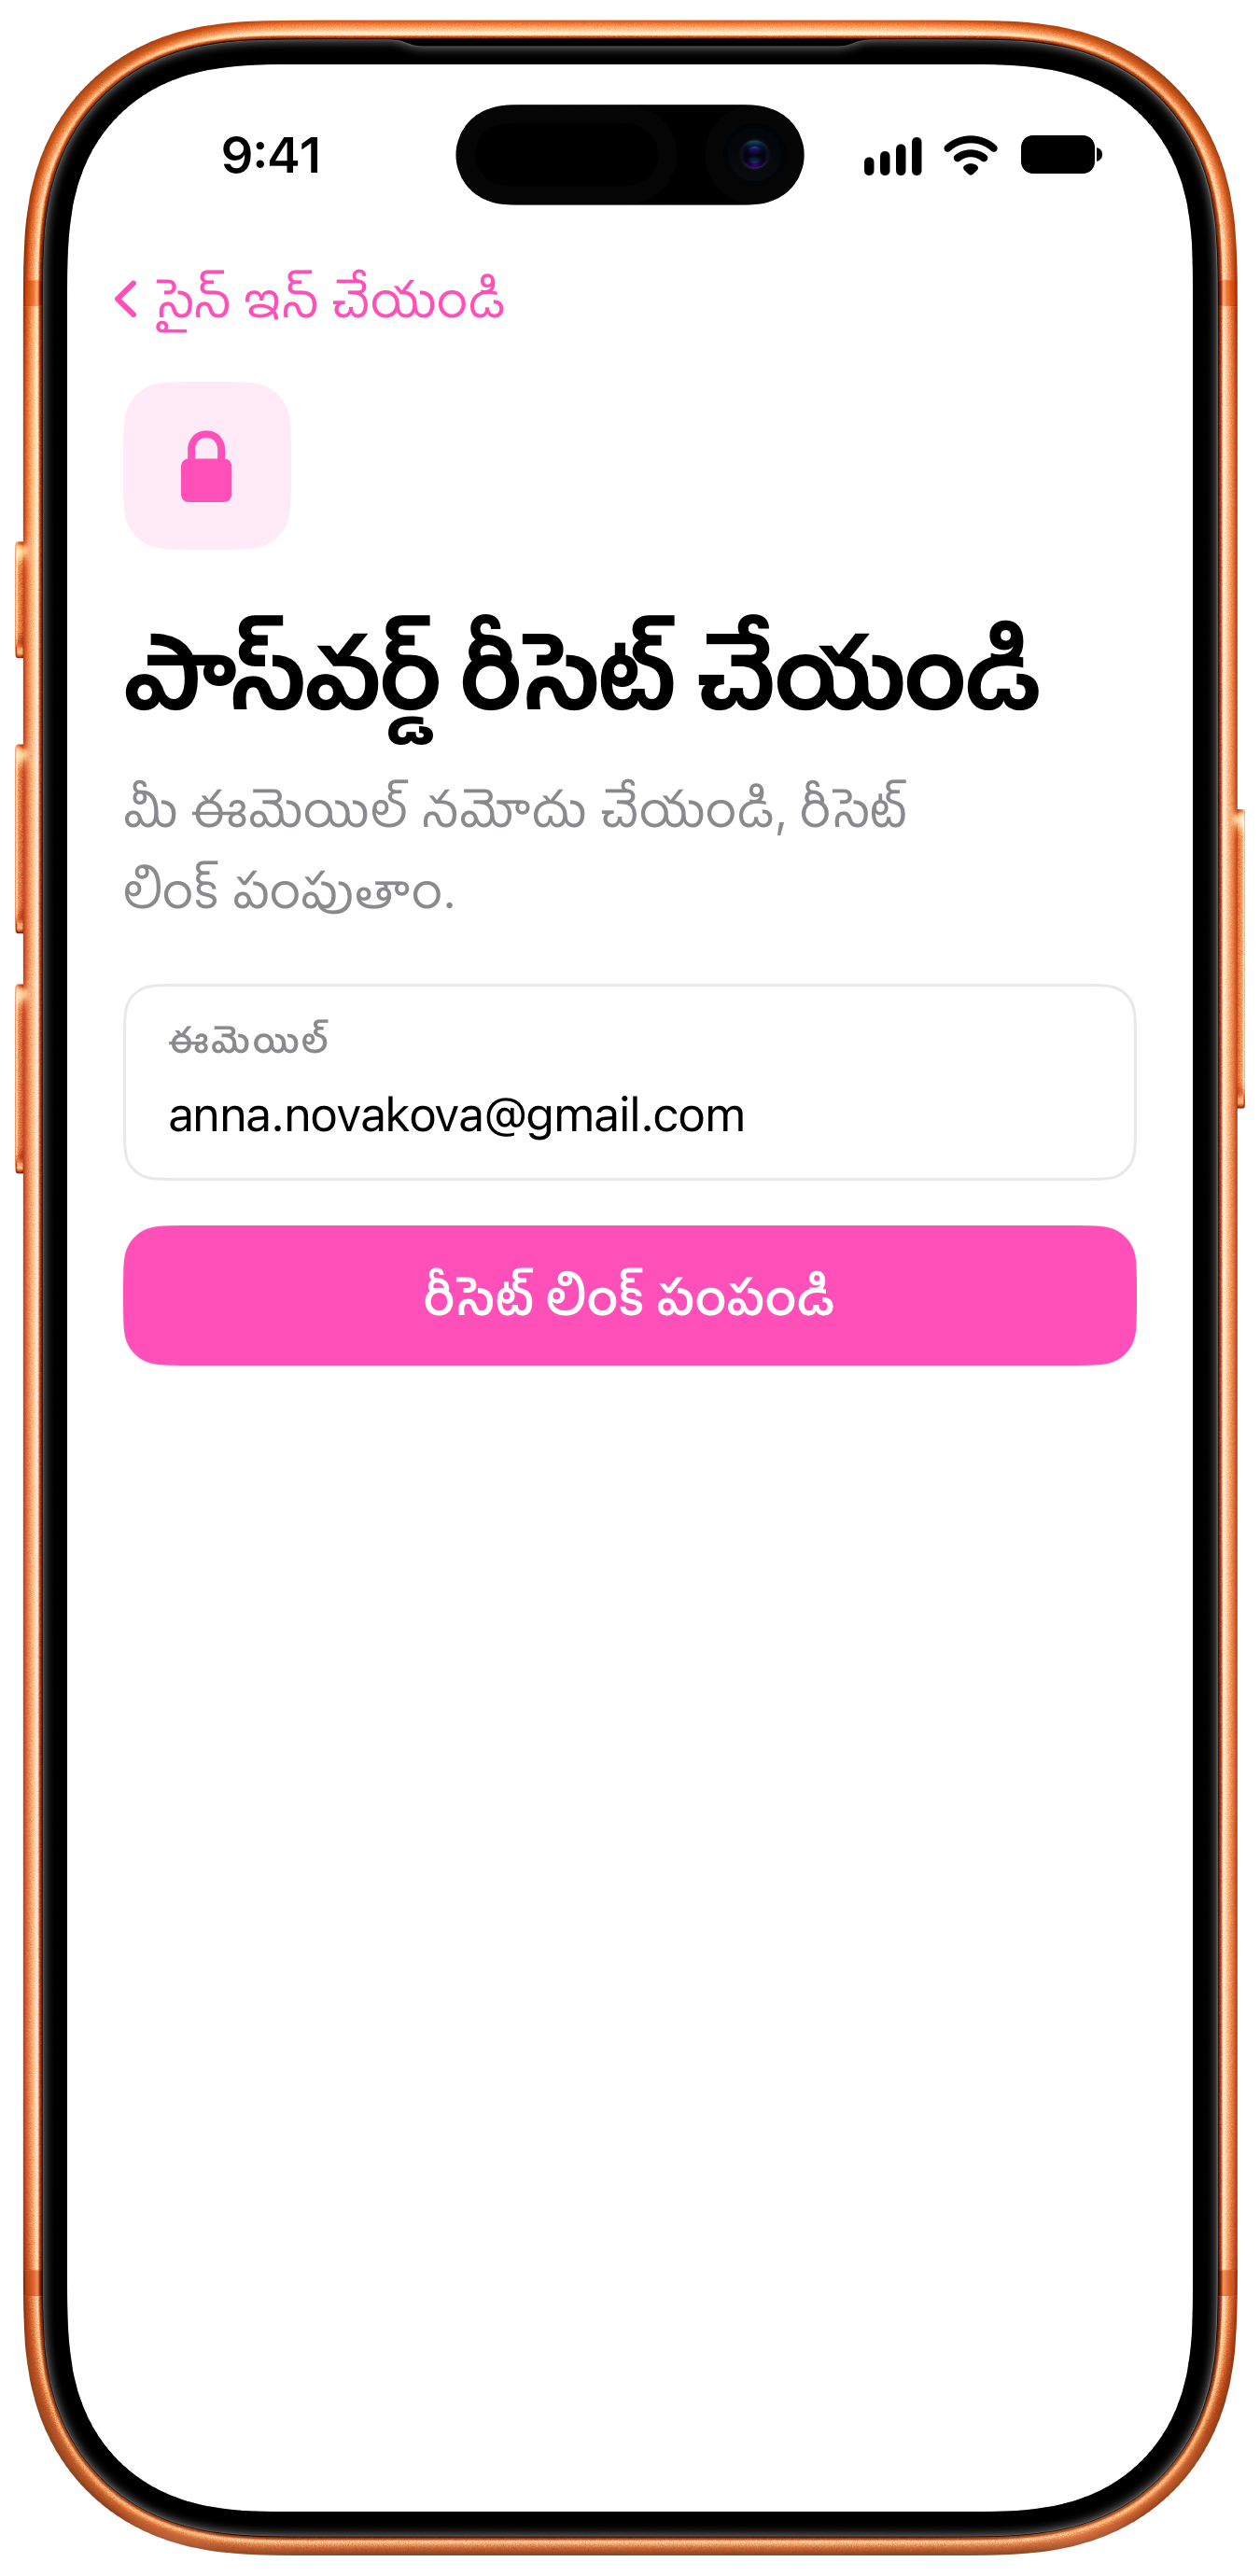 9:41
సైన్ ఇన్ చేయండి
పాస్‌వర్డ్ రీసెట్ చేయండి
మీ ఈమెయిల్ నమోదు చేయండి, రీసెట్
లింక్ పంపుతాం.
ఈమెయిల్
anna.novakova@gmail.com
రీసెట్ లింక్ పంపండి